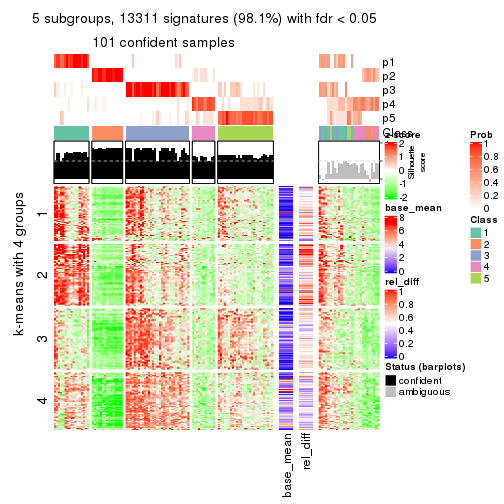 5 subgroups, 13311 signatures (98.1%) with fdr < 0.05
101 confident samples
p1
p2
p3
p4
p5
Class
k-means with 4 groups
1
2
3
4
Silhouette
score
z-score
2
1
0
-1
-2
base_mean
8
6
4
2
0
rel_diff
1
0.8
0.6
0.4
0.2
0
Status (barplots)
confident
ambiguous
Prob
1
0.8
0.6
0.4
0.2
0
Class
1
2
3
4
5
base_mean
rel_diff